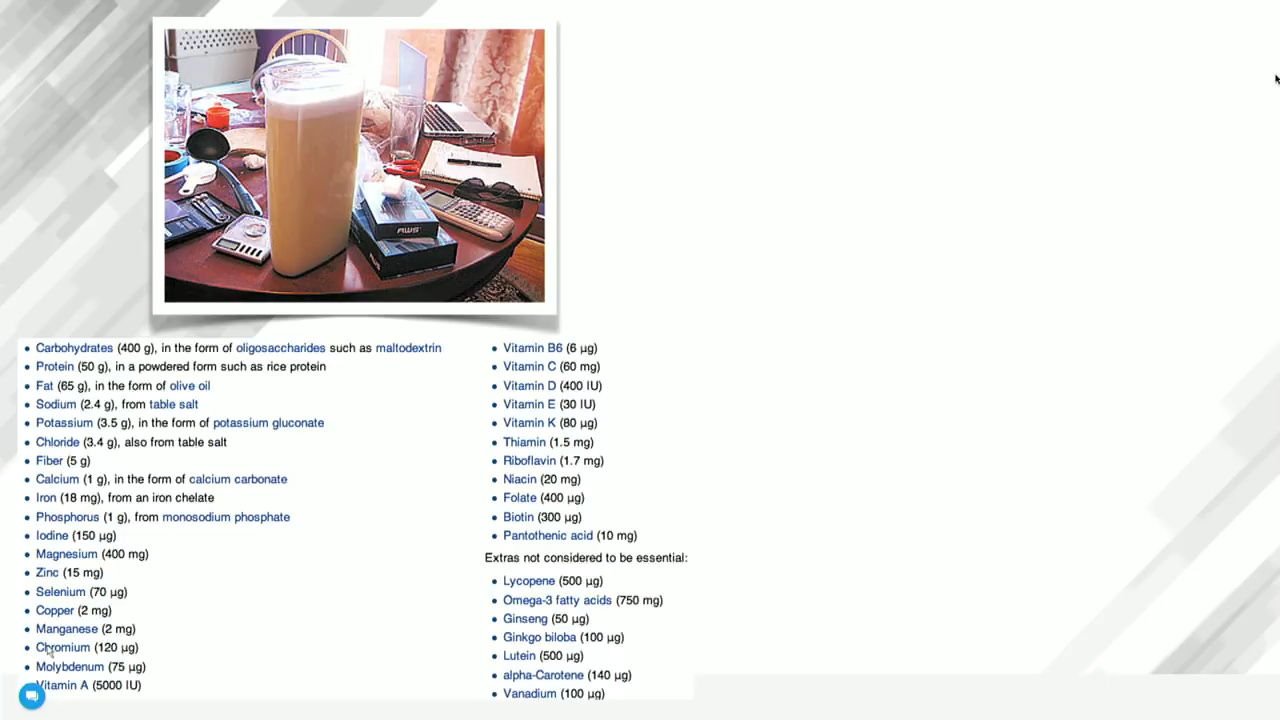 AWS
Carbohydrates (400 g), in the form of oligosaccharides such as maltodextrin
Protein (50 g), in a powdered form such as rice protein
Fat (65 g), in the form of olive oil
Sodium (2.4 g), from table salt
Potassium (3.5 g), in the form of potassium gluconate
Chloride (3.4 g), also from table salt
Fiber (5 g)
Calcium (1 g), in the form of calcium carbonate
Iron (18 mg), from an iron chelate
Phosphorus (1 g), from monosodium phosphate
Iodine (150 µg)
Magnesium (400 mg)
Zinc (15 mg)
Selenium (70 µg)
Copper (2 mg)
Manganese (2 mg)
Chromium (120 µg)
Molybdenum (75 µg)
Vitamin A (5000 IU)
Vitamin B6 (6 µg)
Vitamin C (60 mg)
Vitamin D (400 IU)
Vitamin E (30 IU)
Vitamin K (80 µg)
Thiamin (1.5 mg)
Riboflavin (1.7 mg)
Niacin (20 mg)
Folate (400 µg)
Biotin (300 µg)
Pantothenic acid (10 mg)
Extras not considered to be essential:
Lycopene (500 µg)
Omega-3 fatty acids (750 mg)
Ginseng (50 µg)
Ginkgo biloba (100 µg)
Lutein (500 µg)
alpha-Carotene (140 µg)
Vanadium (100 µg)